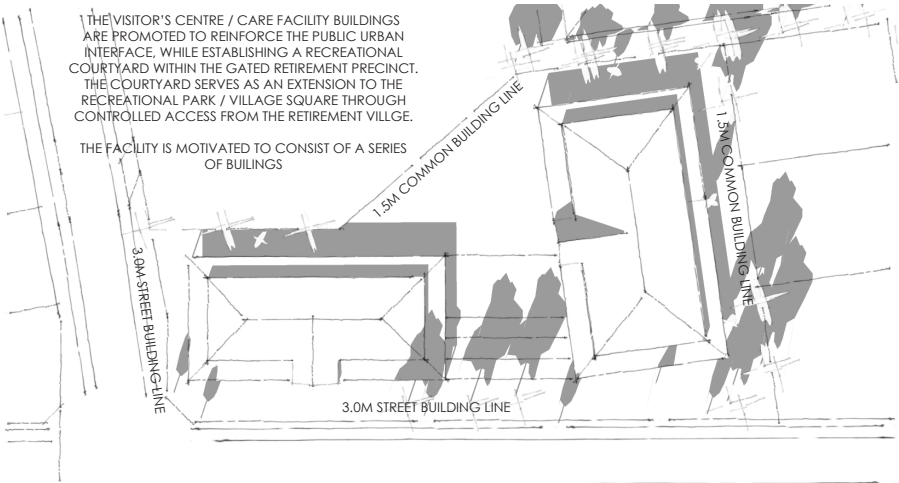 THE VISITOR'S CENTRE / CARE FACILITY BUILDINGS
ARE PROMOTED TO REINFORCE THE PUBLIC URBAN
INTERFACE, WHILE ESTABLISHING A RECREATIONAL
COURTYARD WITHIN THE GATED RETIREMENT PRECINCT.
THE COURTYARD SERVES AS AN EXTENSION TO THE
RECREATIONAL PARK / VILLAGE SQUARE THROUGH
CONTROLLED ACCESS FROM THE RETIREMENT VILLGE.
THE FACILITY IS MOTIVATED TO CONSIST OF A SERIES
OF BUILINGS
1.5M COMMON BUILDING LINE
1.5M COMMON BUILDING LINE
3.0M STREET BUILDING LINE
3.0M STREET BUILDING LINE